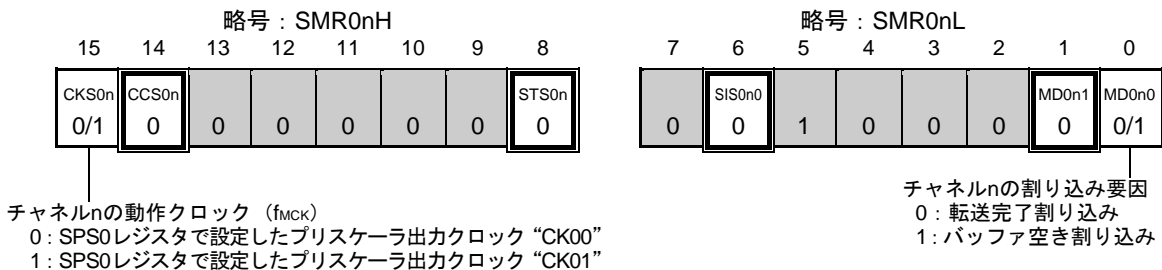 略号：SMR0nH
略号：SMR0nL
15 14 13 12 11 10 9 8
7 6 5 4 3 2 1 0
CKS0n CCS0n STS0n
SIS0n0 MD0n1 MD0n0
0/1 0 0 0 0 0 0 0
0 0 1 0 0 0 0 0/1
チャネルnの動作クロック（fMCK）
0：SPS0レジスタで設定したプリスケーラ出力クロック “CK00”
1：SPS0レジスタで設定したプリスケーラ出力クロック “CK01”
チャネルnの割り込み要因
0：転送完了割り込み
1：バッファ空き割り込み